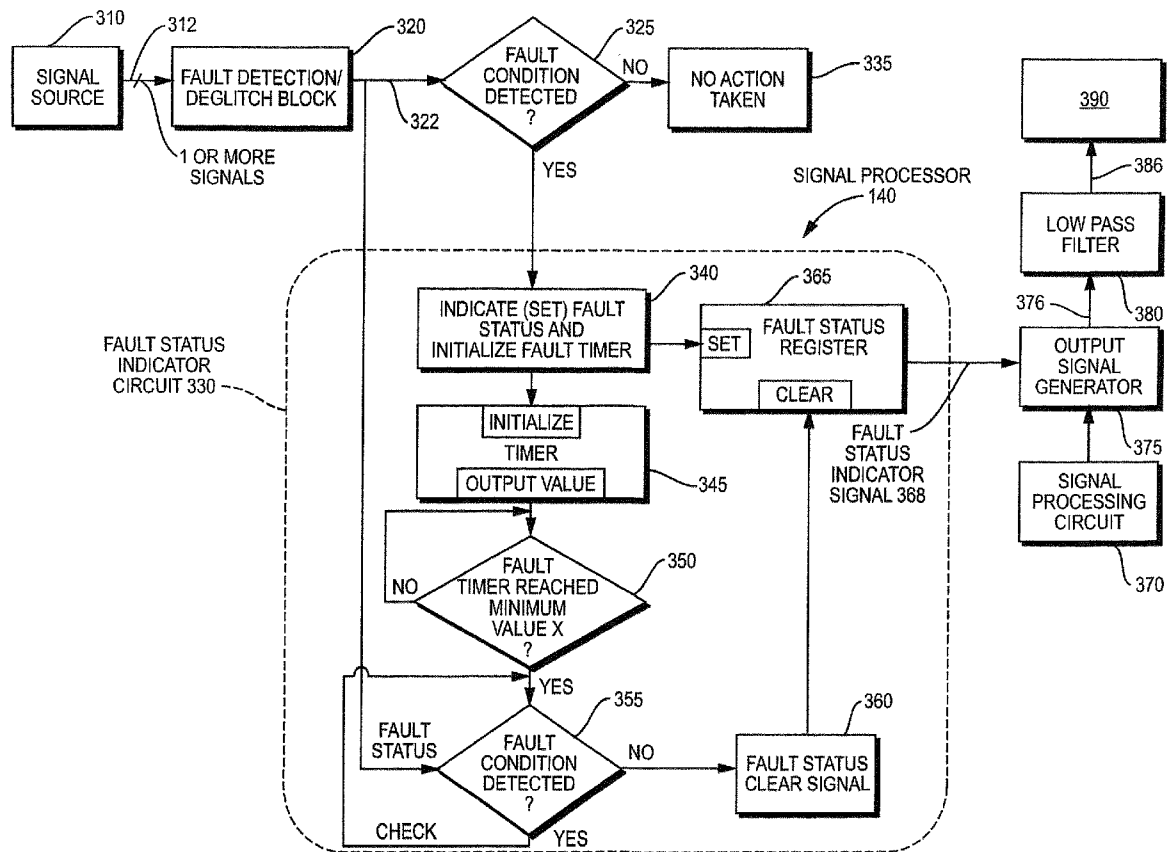 310
312
SIGNAL
SOURCE
320
FAULT DETECTION/
DEGLITCH BLOCK
1 OR MORE
SIGNALS
322
325
FAULT
CONDITION
DETECTED
?
NO
YES
NO ACTION
TAKEN
335
390
386
LOW PASS
FILTER
380
376
OUTPUT
SIGNAL
GENERATOR
375
SIGNAL
PROCESSING
CIRCUIT
370
SIGNAL PROCESSOR
140
FAULT STATUS
INDICATOR
CIRCUIT 330
340
INDICATE (SET) FAULT
STATUS AND
INITIALIZE FAULT TIMER
365
SET
FAULT STATUS
REGISTER
CLEAR
FAULT
STATUS
INDICATOR
SIGNAL 368
INITIALIZE
TIMER
OUTPUT VALUE
345
350
FAULT
TIMER REACHED
MINIMUM
VALUE X
?
NO
YES
355
FAULT
STATUS
FAULT
CONDITION
DETECTED
?
NO
YES
CHECK
360
FAULT STATUS
CLEAR SIGNAL